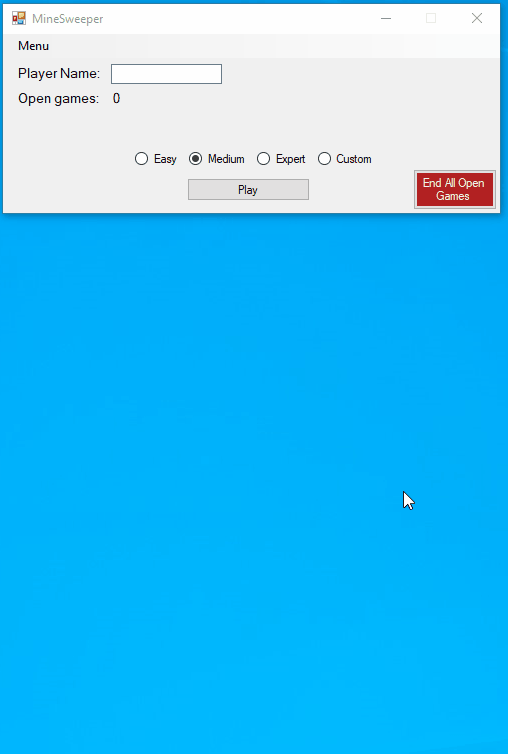 MineSweeper
Menu
Player Name:
Open games: 0
Easy Medium Expert Custom
Play
End All Open
Games